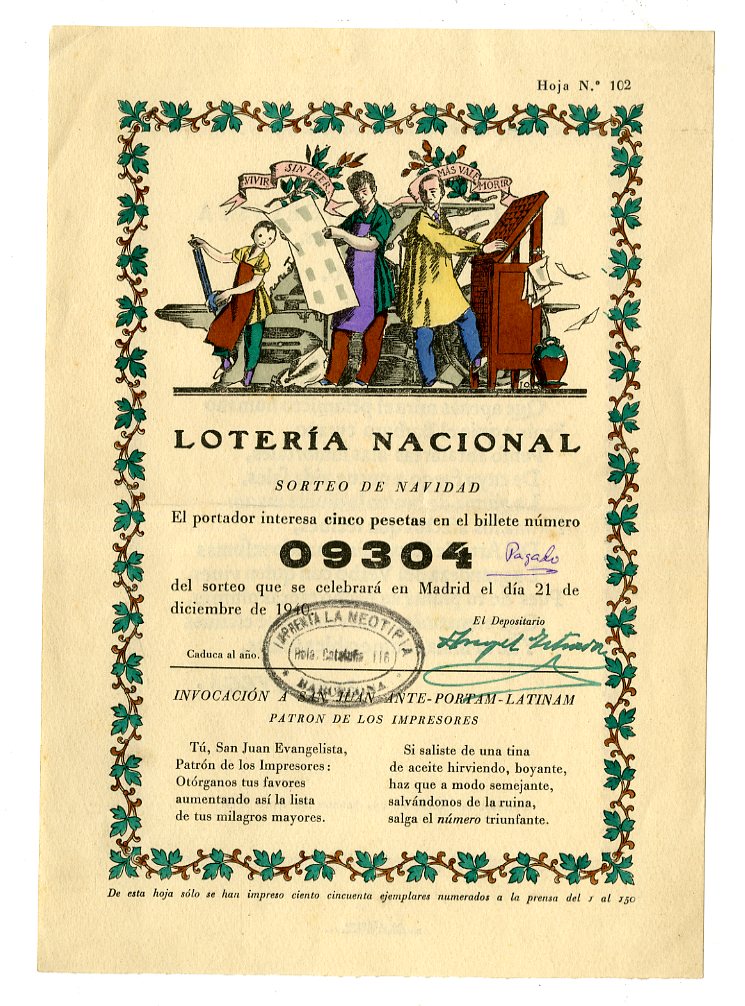 Hoja N.º 102
VIVIR SIN LEER
MAS VALE MORIR
LOTERÍA NACIONAL
SORTEO DE NAVIDAD
El portador interesa cinco pesetas en el billete número
09304 Pagado
del sorteo que se celebrará en Madrid el día 21 de
diciembre de 1940
El Depositario
Caduca al año.
IMPRENTA LA NEOTIPIA
Rbla. Cataluña 116
BARCELONA
INVOCACIÓN A SAN JUAN ANTE-PORTAM-LATINAM
PATRON DE LOS IMPRESORES
Tú, San Juan Evangelista,
Patrón de los Impresores:
Otórganos tus favores
aumentando así la lista
de tus milagros mayores.
Si saliste de una tina
de aceite hirviendo, boyante,
haz que a modo semejante,
salvándonos de la ruina,
salga el número triunfante.
De esta hoja sólo se han impreso ciento cincuenta ejemplares numerados a la prensa del 1 al 150